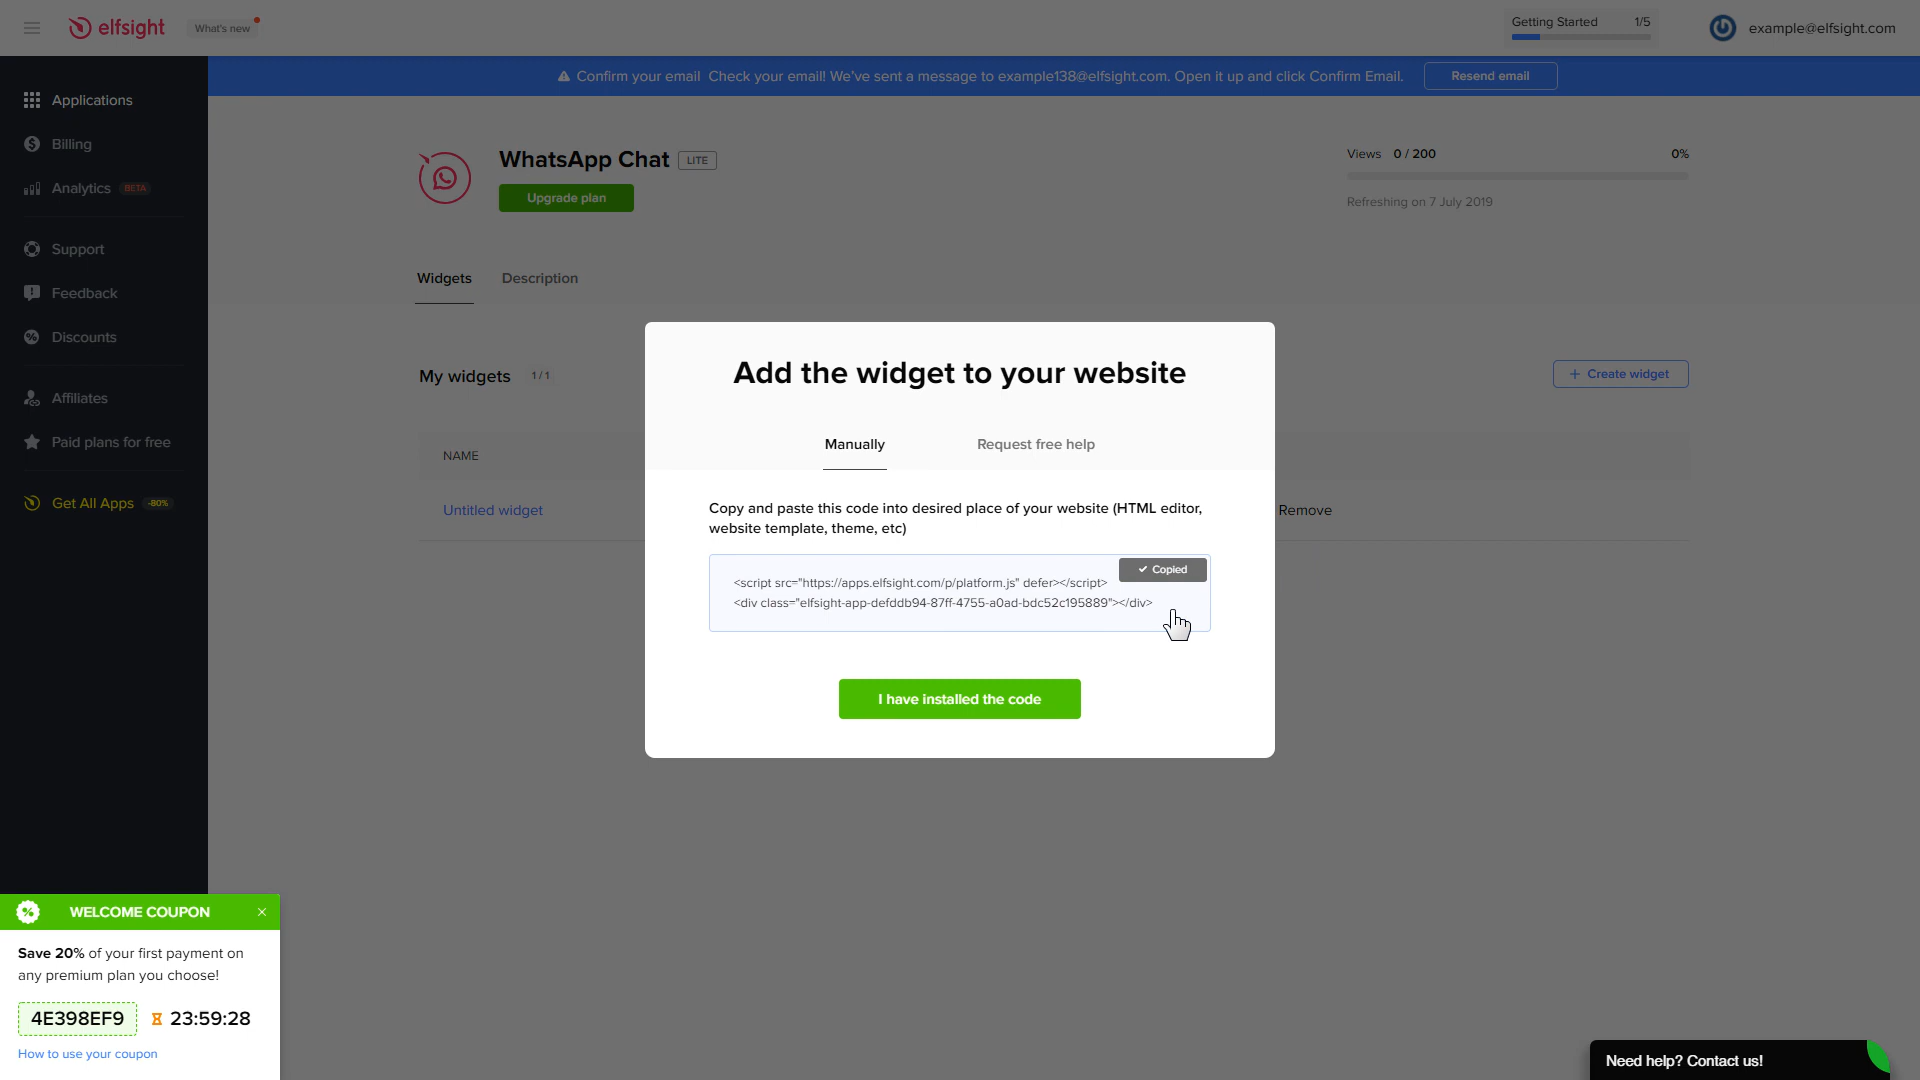 elfsight
What's new
Getting Started 1/5
example@elfsight.com
Confirm your email Check your email! We've sent a message to example138@elfsight.com. Open it up and click Confirm Email.
Resend email
Applications
Billing
Analytics BETA
Support
Feedback
Discounts
Affiliates
Paid plans for free
Get All Apps -80%
WhatsApp Chat LITE
Upgrade plan
Views 0 / 200 0%
Refreshing on 7 July 2019
Widgets Description
My widgets 1 / 1
+ Create widget
NAME
Untitled widget
Remove
Add the widget to your website
Manually Request free help
Copy and paste this code into desired place of your website (HTML editor,
website template, theme, etc)
Copied
<script src="https://apps.elfsight.com/p/platform.js" defer></script>
<div class="elfsight-app-defddb94-87ff-4755-a0ad-bdc52c195889"></div>
I have installed the code
WELCOME COUPON
Save 20% of your first payment on
any premium plan you choose!
4E398EF9 23:59:28
How to use your coupon
Need help? Contact us!